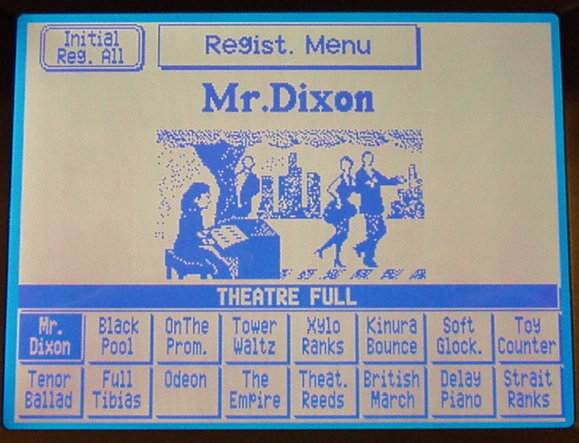 Initial
Reg. All
Regist. Menu
Mr.Dixon
THEATRE FULL
Mr.
Dixon
Black
Pool
OnThe
Prom.
Tower
Waltz
Xylo
Ranks
Kinura
Bounce
Soft
Glock.
Toy
Counter
Tenor
Ballad
Full
Tibias
Odeon
The
Empire
Theat.
Reeds
British
March
Delay
Piano
Strait
Ranks